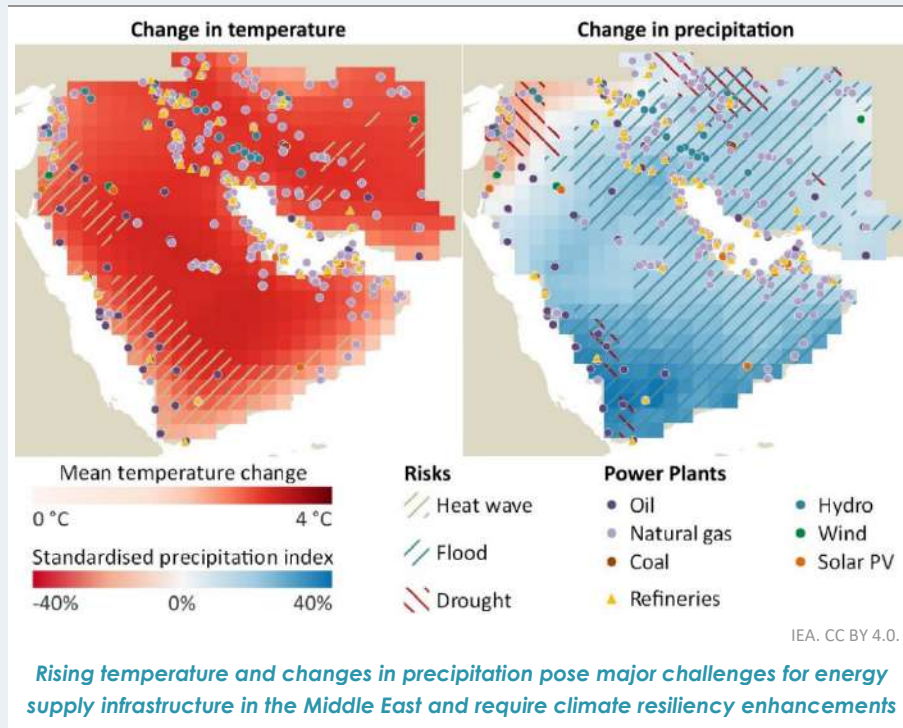 Change in temperature
Change in precipitation
Mean temperature change
0 °C
4 °C
Standardised precipitation index
-40%
0%
40%
Risks
Heat wave
Flood
Drought
Power Plants
Oil
Natural gas
Coal
Refineries
Hydro
Wind
Solar PV
IEA. CC BY 4.0.
Rising temperature and changes in precipitation pose major challenges for energy
supply infrastructure in the Middle East and require climate resiliency enhancements